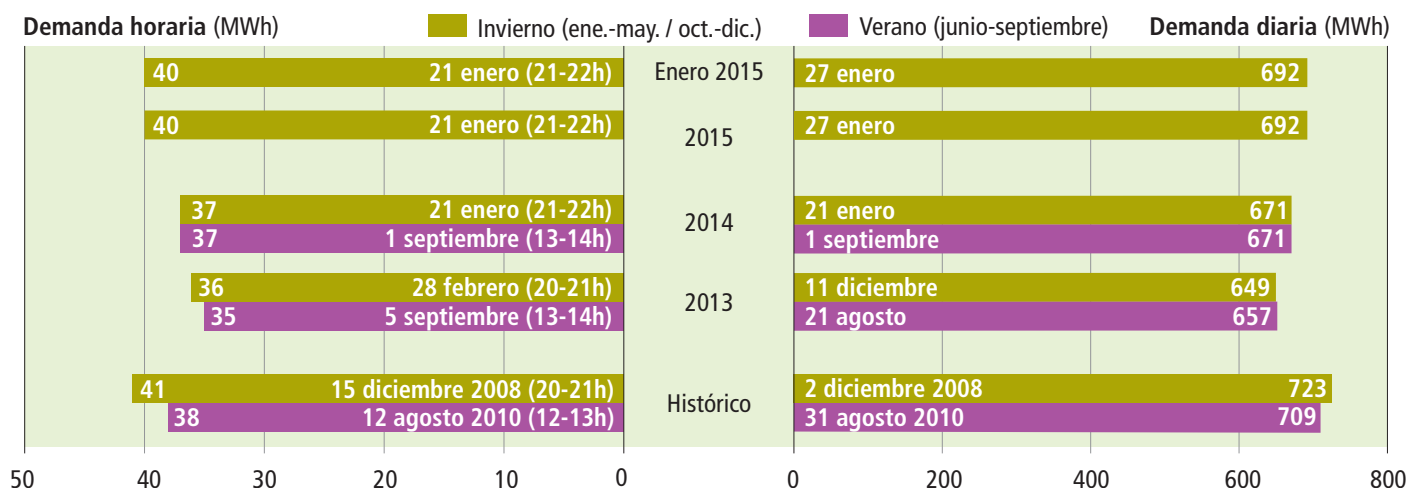 Demanda horaria (MWh) Invierno (ene.-may. / oct.-dic.) Verano (junio-septiembre) Demanda diaria (MWh)
40 21 enero (21-22h) Enero 2015 27 enero 692
40 21 enero (21-22h) 2015 27 enero 692
37 21 enero (21-22h) 2014 21 enero 671
37 1 septiembre (13-14h) 1 septiembre 671
36 28 febrero (20-21h) 2013 11 diciembre 649
35 5 septiembre (13-14h) 21 agosto 657
41 15 diciembre 2008 (20-21h) Histórico 2 diciembre 2008 723
38 12 agosto 2010 (12-13h) 31 agosto 2010 709
50 40 30 20 10 0 0 200 400 600 800